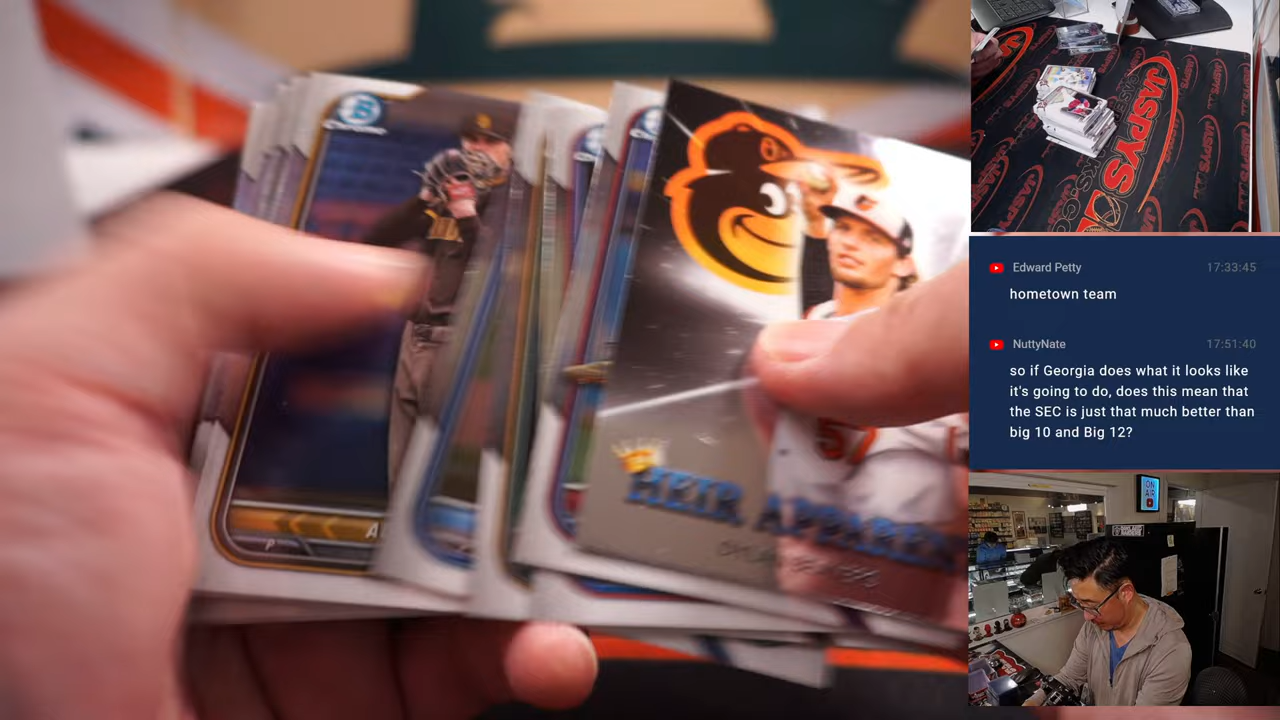 HEIR APPAREN
57
P
Edward Petty 17:33:45
hometown team
NuttyNate 17:51:40
so if Georgia does what it looks like
it's going to do, does this mean that
the SEC is just that much better than
big 10 and Big 12?
JASPYS
ON
AIR